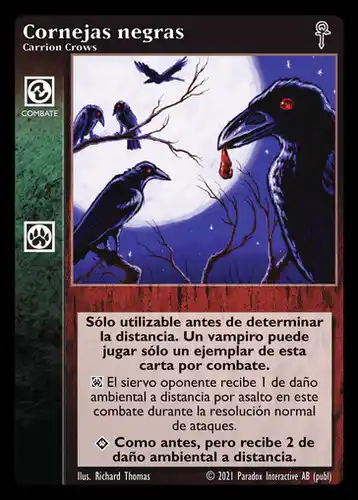 Cornejas negras
Carrion Crows
COMBATE
Sólo utilizable antes de determinar
la distancia. Un vampiro puede
jugar sólo un ejemplar de esta
carta por combate.
El siervo oponente recibe 1 de daño
ambiental a distancia por asalto en este
combate durante la resolución normal
de ataques.
Como antes, pero recibe 2 de
daño ambiental a distancia.
Ilus. Richard Thomas © 2021 Paradox Interactive AB (publ)